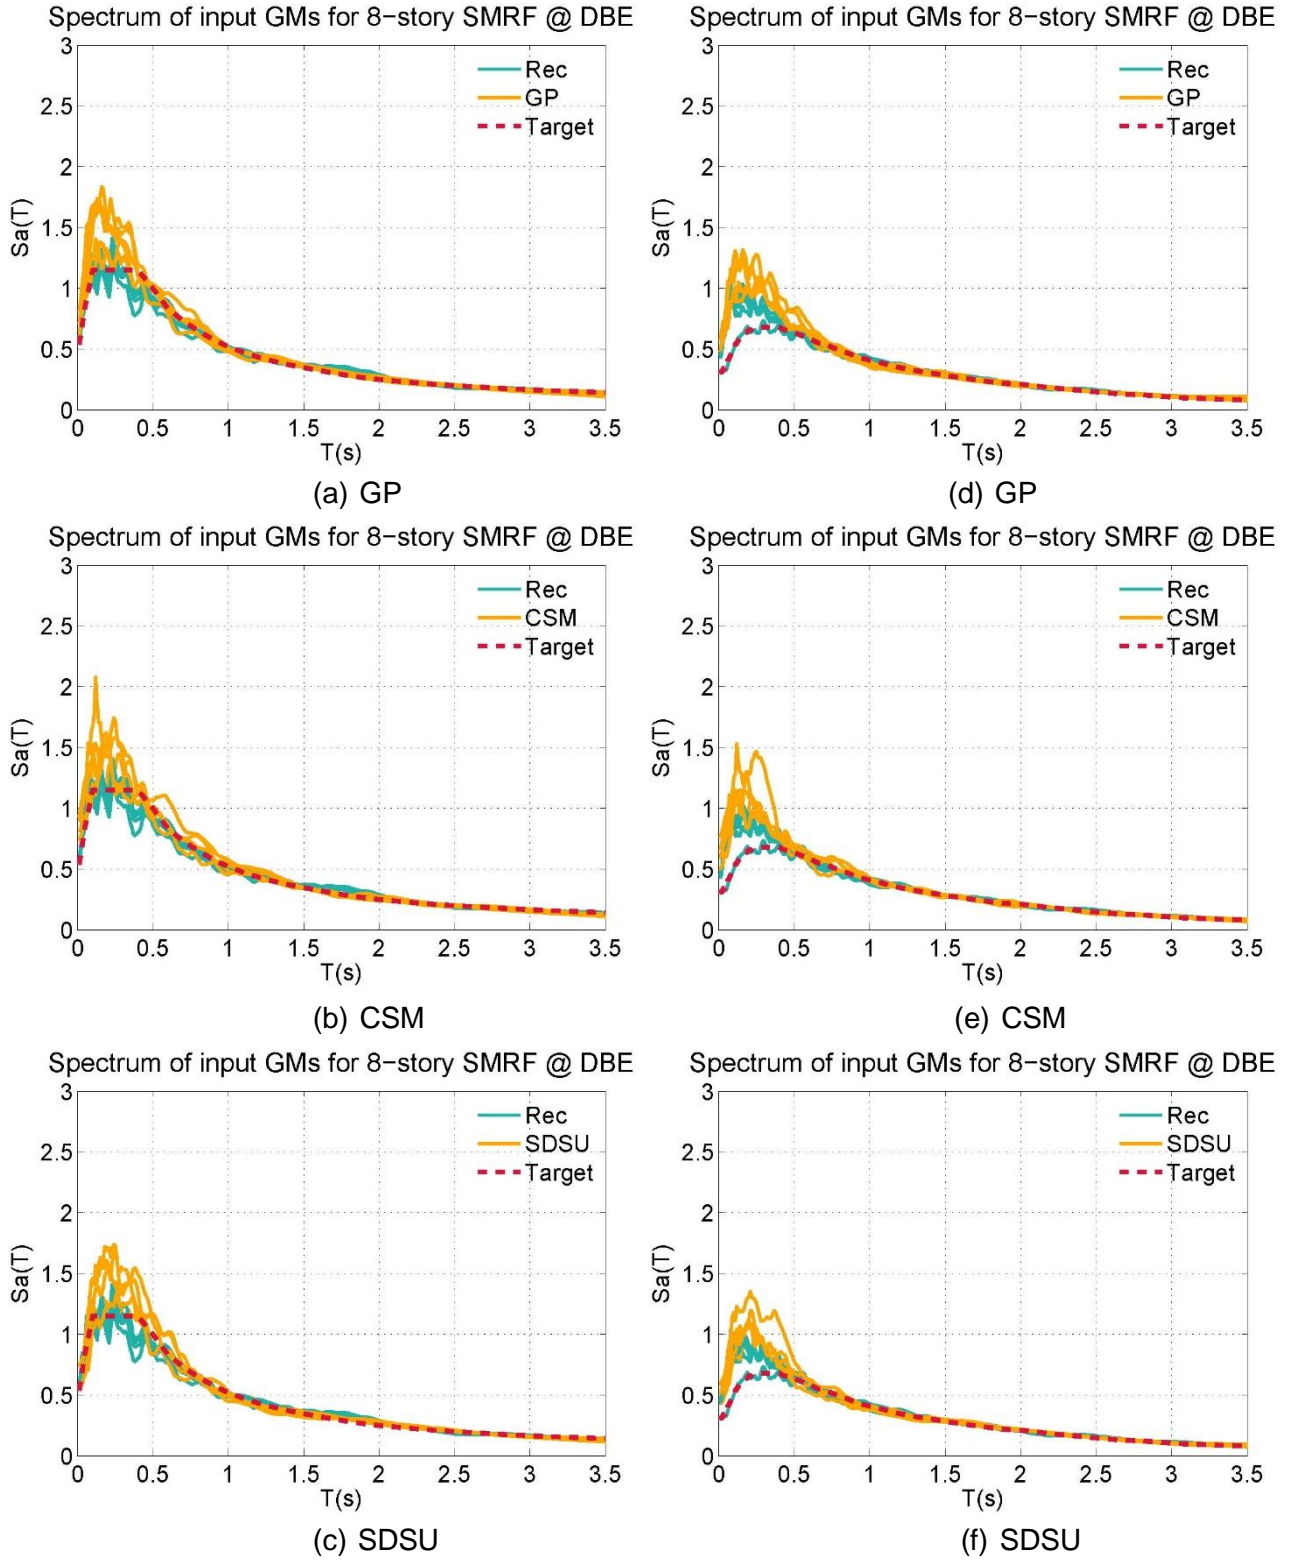 Spectrum of input GMs for 8-story SMRF @ DBE
3
2.5
2
1.5
1
0.5
0
Sa(T)
Rec
GP
Target
0 0.5 1 1.5 2 2.5 3 3.5
T(s)
(a) GP
Spectrum of input GMs for 8-story SMRF @ DBE
3
2.5
2
1.5
1
0.5
0
Sa(T)
Rec
GP
Target
0 0.5 1 1.5 2 2.5 3 3.5
T(s)
(d) GP
Spectrum of input GMs for 8-story SMRF @ DBE
3
2.5
2
1.5
1
0.5
0
Sa(T)
Rec
CSM
Target
0 0.5 1 1.5 2 2.5 3 3.5
T(s)
(b) CSM
Spectrum of input GMs for 8-story SMRF @ DBE
3
2.5
2
1.5
1
0.5
0
Sa(T)
Rec
CSM
Target
0 0.5 1 1.5 2 2.5 3 3.5
T(s)
(e) CSM
Spectrum of input GMs for 8-story SMRF @ DBE
3
2.5
2
1.5
1
0.5
0
Sa(T)
Rec
SDSU
Target
0 0.5 1 1.5 2 2.5 3 3.5
T(s)
(c) SDSU
Spectrum of input GMs for 8-story SMRF @ DBE
3
2.5
2
1.5
1
0.5
0
Sa(T)
Rec
SDSU
Target
0 0.5 1 1.5 2 2.5 3 3.5
T(s)
(f) SDSU